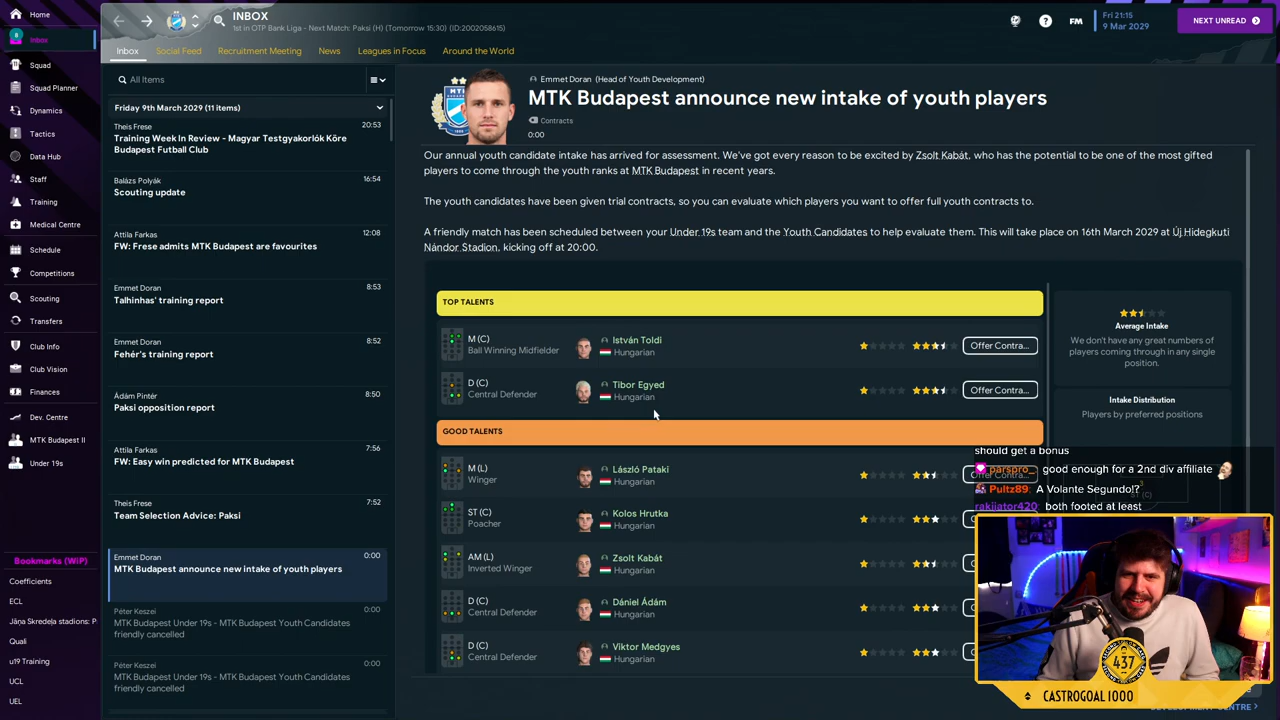 Home
INBOX
1st in OTP Bank Liga - Next Match: Paksi (H) (Tomorrow 15:30) (ID:2002058615)
FM
Fri 21:15
9 Mar 2029
NEXT UNREAD
8
Inbox
Inbox
Social Feed
Recruitment Meeting
News
Leagues in Focus
Around the World
Squad
Squad Planner
Dynamics
Tactics
Data Hub
Staff
Training
Medical Centre
Schedule
Competitions
Scouting
Transfers
Club Info
Club Vision
Finances
Dev. Centre
MTK Budapest II
Under 19s
Bookmarks (WiP)
Coefficients
ECL
Jāņa Skredeļa stadions: P
Quali
u19 Training
UCL
UEL
All Items
Friday 9th March 2029 (11 items)
Theis Frese
20:53
Training Week In Review - Magyar Testgyakorlók Köre
Budapest Futball Club
Balázs Polyák
16:54
Scouting update
Attila Farkas
12:08
FW: Frese admits MTK Budapest are favourites
Emmet Doran
8:53
Talhinhas' training report
Emmet Doran
8:52
Fehér's training report
Ádám Pintér
8:50
Paksi opposition report
Attila Farkas
7:56
FW: Easy win predicted for MTK Budapest
Theis Frese
7:52
Team Selection Advice: Paksi
Emmet Doran
0:00
MTK Budapest announce new intake of youth players
Péter Keszei
0:00
MTK Budapest Under 19s - MTK Budapest Youth Candidates
friendly cancelled
Péter Keszei
0:00
MTK Budapest Under 19s - MTK Budapest Youth Candidates
friendly cancelled
Emmet Doran (Head of Youth Development)
MTK Budapest announce new intake of youth players
Contracts
0:00
Our annual youth candidate intake has arrived for assessment. We've got every reason to be excited by Zsolt Kabát, who has the potential to be one of the most gifted
players to come through the youth ranks at MTK Budapest in recent years.
The youth candidates have been given trial contracts, so you can evaluate which players you want to offer full youth contracts to.
A friendly match has been scheduled between your Under 19s team and the Youth Candidates to help evaluate them. This will take place on 16th March 2029 at Új Hidegkuti
Nándor Stadion, kicking off at 20:00.
TOP TALENTS
M (C)
Ball Winning Midfielder
István Toldi
Hungarian
Offer Contra...
D (C)
Central Defender
Tibor Egyed
Hungarian
Offer Contra...
GOOD TALENTS
M (L)
Winger
László Pataki
Hungarian
Offer Contra...
ST (C)
Poacher
Kolos Hrutka
Hungarian
AM (L)
Inverted Winger
Zsolt Kabát
Hungarian
D (C)
Central Defender
Dániel Ádám
Hungarian
D (C)
Central Defender
Viktor Medgyes
Hungarian
Average Intake
We don't have any great numbers of
players coming through in any single
position.
Intake Distribution
Players by preferred positions
should get a bonus
parspro_: good enough for a 2nd div affiliate
Pultz89: A Volante Segundo!?
rakijator420: both footed at least
ST (C)
437
CASTROGOAL 1000
DEVELOPMENT CENTRE >